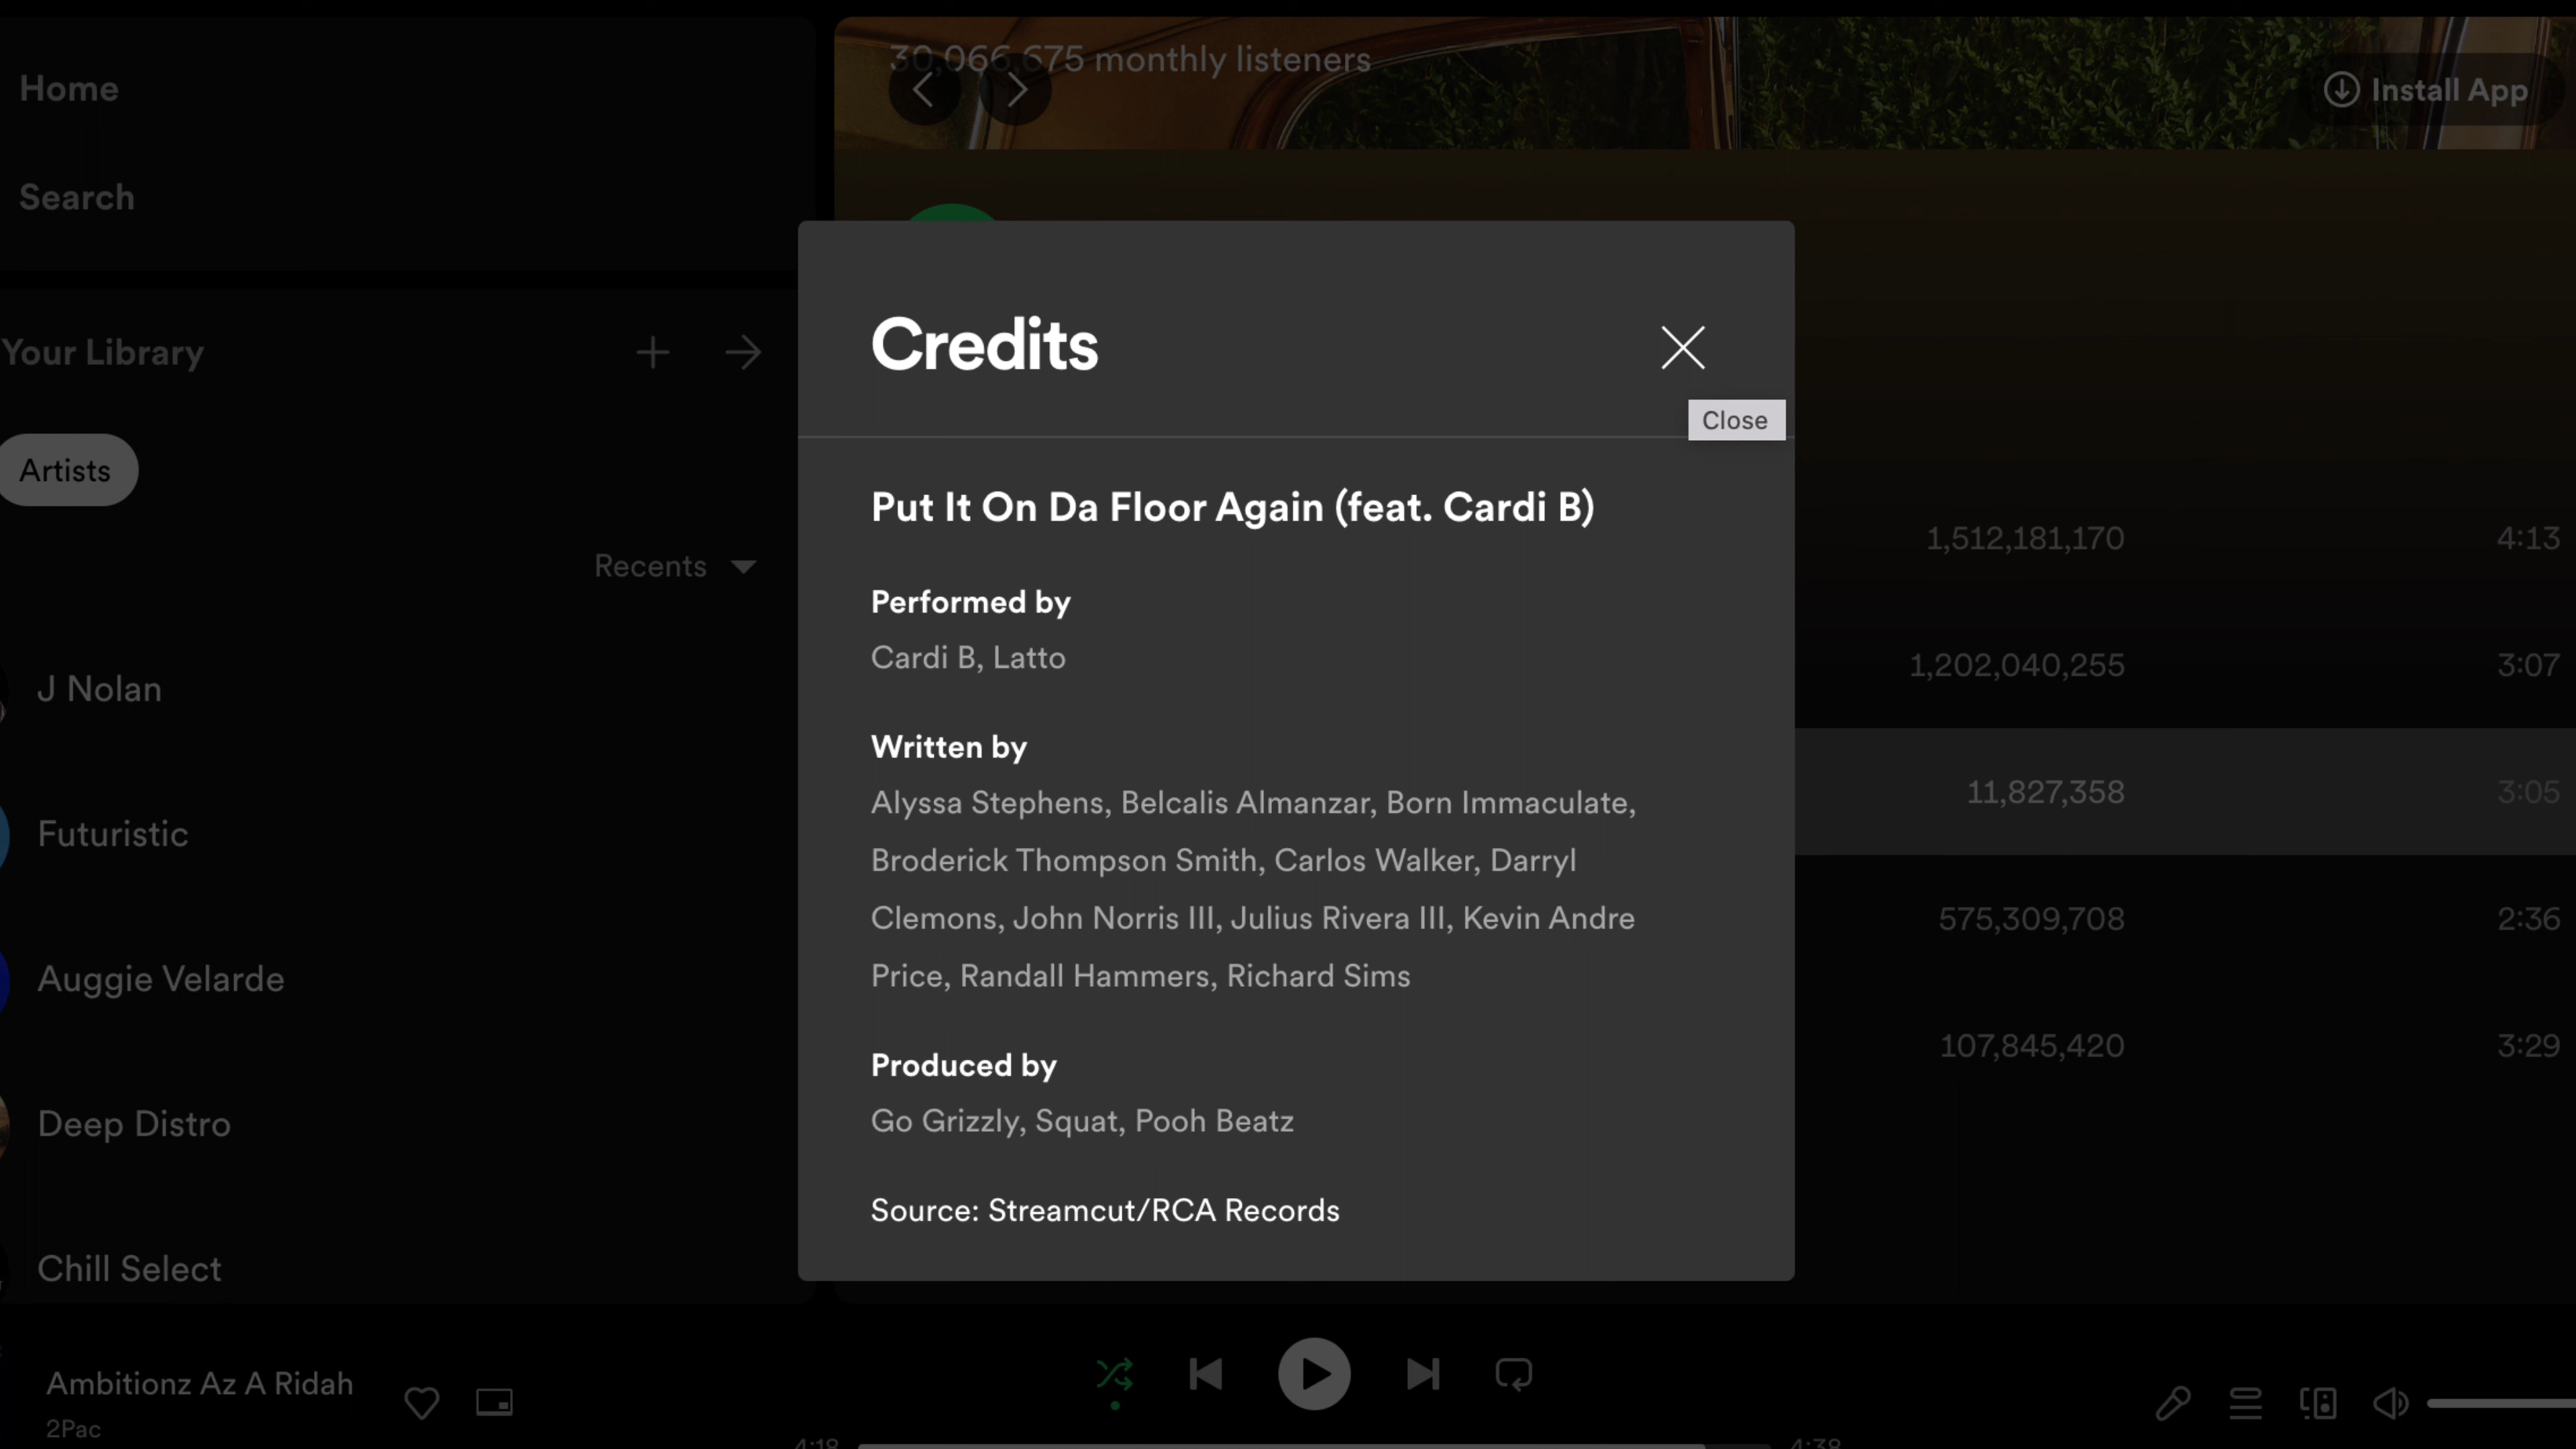 Home
Search
Your Library
Artists
Recents
J Nolan
Futuristic
Auggie Velarde
Deep Distro
Chill Select
30,066,675 monthly listeners
Install App
Credits
Close
Put It On Da Floor Again (feat. Cardi B)
Performed by
Cardi B, Latto
Written by
Alyssa Stephens, Belcalis Almanzar, Born Immaculate,
Broderick Thompson Smith, Carlos Walker, Darryl
Clemons, John Norris III, Julius Rivera III, Kevin Andre
Price, Randall Hammers, Richard Sims
Produced by
Go Grizzly, Squat, Pooh Beatz
Source: Streamcut/RCA Records
1,512,181,170 4:13
1,202,040,255 3:07
11,827,358 3:05
575,309,708 2:36
107,845,420 3:29
Ambitionz Az A Ridah
2Pac
4:18 4:38